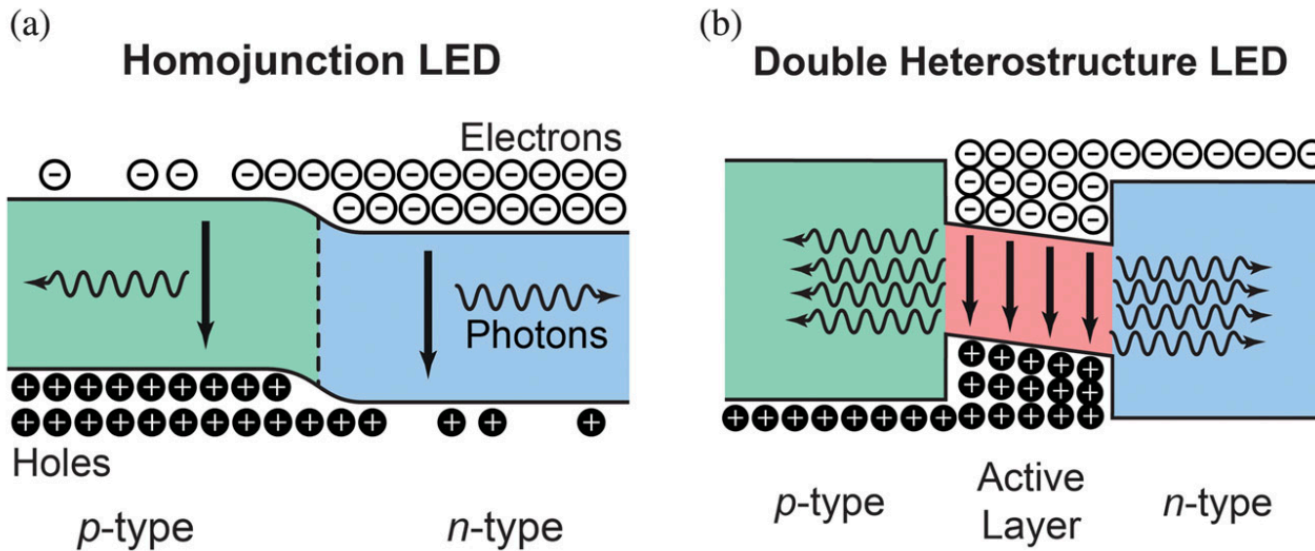 (a)
Homojunction LED
Electrons
Photons
Holes
p-type
n-type
(b)
Double Heterostructure LED
p-type
Active
Layer
n-type